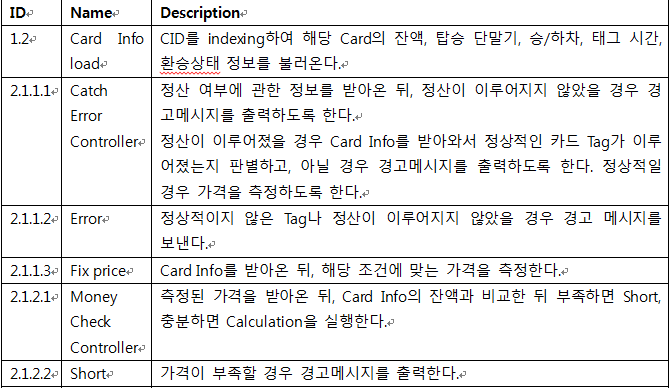 ID Name Description
1.2 Card Info load CID를 indexing하여 해당 Card의 잔액, 탑승 단말기, 승/하차, 태그 시간,
환승상태 정보를 불러온다.
2.1.1.1 Catch Error Controller 정산 여부에 관한 정보를 받아온 뒤, 정산이 이루어지지 않았을 경우 경
고메시지를 출력하도록 한다.
정산이 이루어졌을 경우 Card Info를 받아와서 정상적인 카드 Tag가 이루
어졌는지 판별하고, 아닐 경우 경고메시지를 출력하도록 한다. 정상적일
경우 가격을 측정하도록 한다.
2.1.1.2 Error 정상적이지 않은 Tag나 정산이 이루어지지 않았을 경우 경고 메시지를
보낸다.
2.1.1.3 Fix price Card Info를 받아온 뒤, 해당 조건에 맞는 가격을 측정한다.
2.1.2.1 Money Check Controller 측정된 가격을 받아온 뒤, Card Info의 잔액과 비교한 뒤 부족하면 Short,
충분하면 Calculation을 실행한다.
2.1.2.2 Short 가격이 부족할 경우 경고메시지를 출력한다.